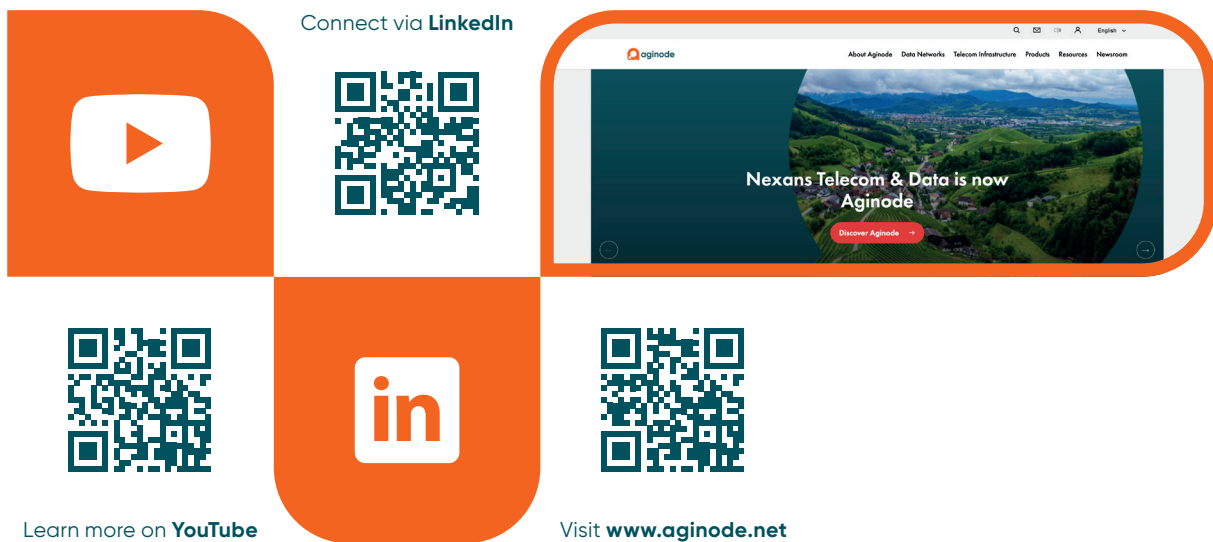 Connect via LinkedIn
English
aginode
About Aginode Data Networks Telecom Infrastructure Products Resources Newsroom
Nexans Telecom & Data is now
Aginode
Discover Aginode →
in
Learn more on YouTube
Visit www.aginode.net